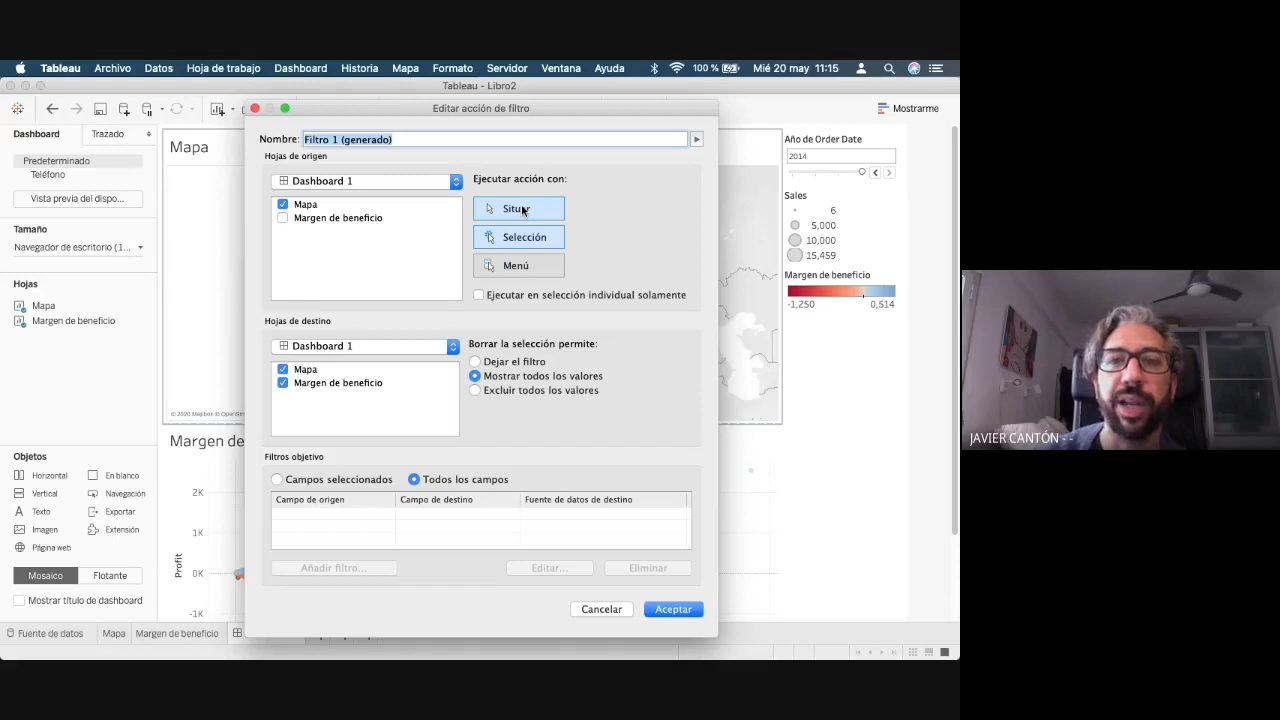 Tableau Archivo Datos Hoja de trabajo Dashboard Historia Mapa Formato Servidor Ventana Ayuda 100 % Mié 20 may 11:15
Tableau - Libro2
Mostrarme
Dashboard Trazado
Predeterminado
Teléfono
Vista previa del dispo...
Tamaño
Navegador de escritorio (1...
Hojas
Mapa
Margen de beneficio
Objetos
Horizontal En blanco
Vertical Navegación
Texto Exportar
Imagen Extensión
Página web
Mosaico Flotante
Mostrar título de dashboard
Mapa
Margen de
Profit
2K
1K
0K
-1K
Editar acción de filtro
Nombre: Filtro 1 (generado)
Hojas de origen
Dashboard 1
Mapa
Margen de beneficio
Ejecutar acción con:
Selección
Menú
Ejecutar en selección individual solamente
Hojas de destino
Dashboard 1
Mapa
Margen de beneficio
Borrar la selección permite:
Dejar el filtro
Mostrar todos los valores
Excluir todos los valores
Filtros objetivo
Campos seleccionados Todos los campos
Campo de origen Campo de destino Fuente de datos de destino
Añadir filtro... Editar... Eliminar
Cancelar Aceptar
Año de Order Date
2014
Sales
6
5,000
10,000
15,459
Margen de beneficio
-1,250 0,514
Fuente de datos Mapa Margen de beneficio
JAVIER CANTÓN - -